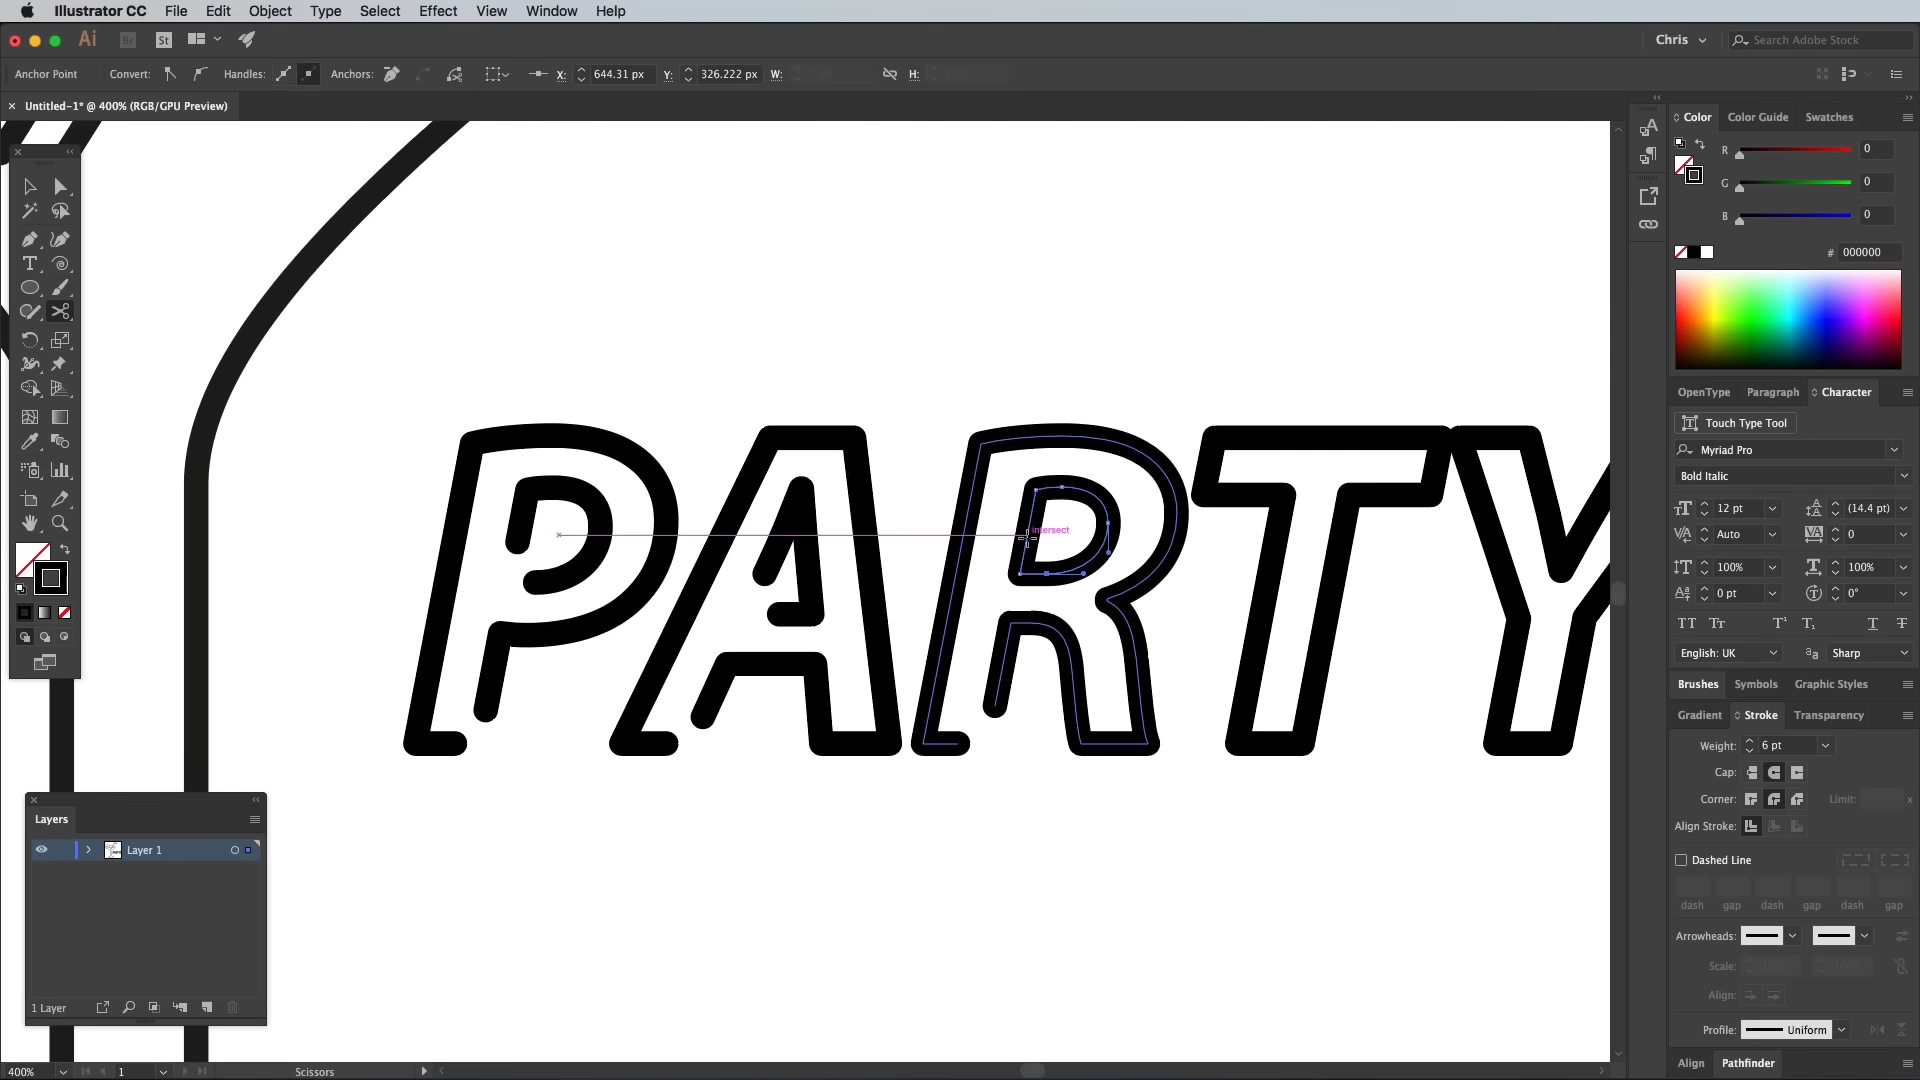 Illustrator CC File Edit Object Type Select Effect View Window Help
Ai Br St Chris Search Adobe Stock
Anchor Point Convert: Handles: Anchors: X: 644.31 px Y: 326.222 px W: H:
× Untitled-1* @ 400% (RGB/GPU Preview)
Color Color Guide Swatches
R 0
G 0
B 0
# 000000
OpenType Paragraph Character
Touch Type Tool
Myriad Pro
Bold Italic
12 pt (14.4 pt)
Auto 0
100% 100%
0 pt 0°
English: UK Sharp
Brushes Symbols Graphic Styles
Gradient Stroke Transparency
Weight: 6 pt
Cap:
Corner: Limit: x
Align Stroke:
Dashed Line
dash gap dash gap dash gap
Arrowheads:
Scale:
Align:
Profile: Uniform
Align Pathfinder
intersect
PARTY
Layers
Layer 1
1 Layer
400% 1 Scissors